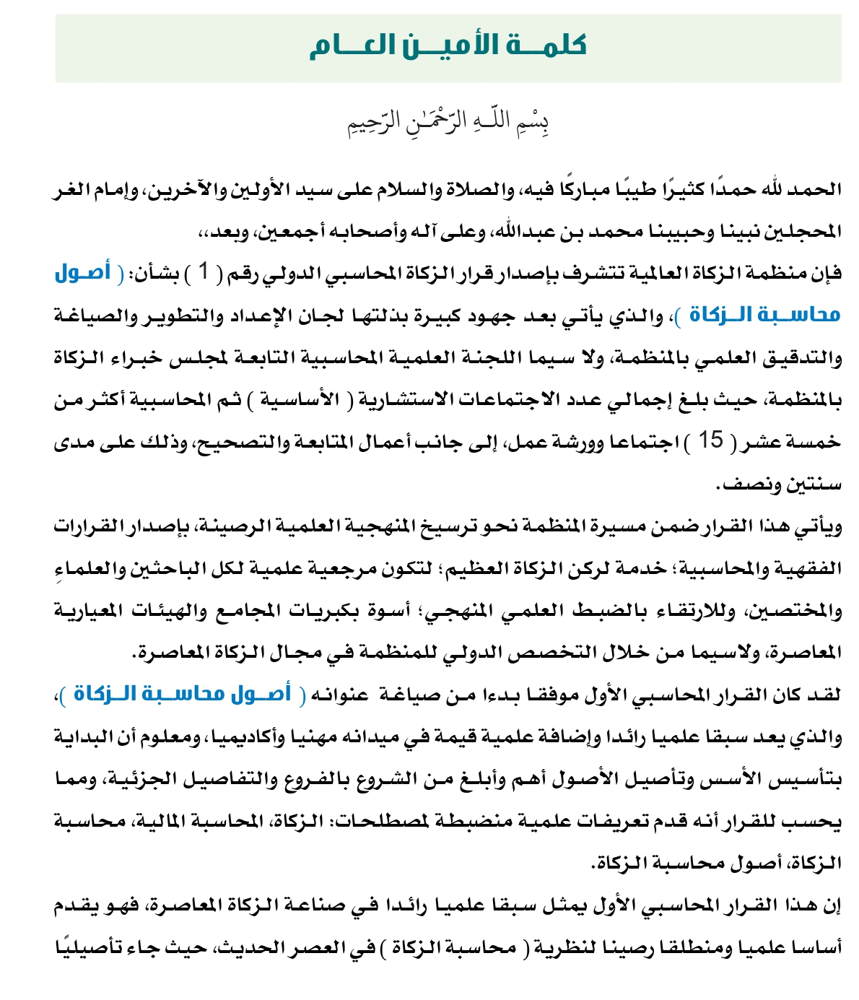 كلمة الأمين العام
بِسْمِ اللَّهِ الرَّحْمَٰنِ الرَّحِيمِ
الحمد لله حمدًا كثيرًا طيبًا مباركًا فيه، والصلاة والسلام على سيد الأولين والآخرين، وإمام الغر
المحجلين نبينا وحبيبنا محمد بن عبدالله، وعلى آله وأصحابه أجمعين، وبعد،،
فإن منظمة الزكاة العالمية تتشرف بإصدار قرار الزكاة المحاسبي الدولي رقم ( 1 ) بشأن: ( أصول
محاسبة الزكاة )، والذي يأتي بعد جهود كبيرة بذلتها لجان الإعداد والتطوير والصياغة
والتدقيق العلمي بالمنظمة، ولا سيما اللجنة العلمية المحاسبية التابعة لمجلس خبراء الزكاة
بالمنظمة، حيث بلغ إجمالي عدد الاجتماعات الاستشارية ( الأساسية ) ثم المحاسبية أكثر من
خمسة عشر ( 15 ) اجتماعا وورشة عمل، إلى جانب أعمال المتابعة والتصحيح، وذلك على مدى
سنتين ونصف.
ويأتي هذا القرار ضمن مسيرة المنظمة نحو ترسيخ المنهجية العلمية الرصينة، بإصدار القرارات
الفقهية والمحاسبية؛ خدمة لركن الزكاة العظيم؛ لتكون مرجعية علمية لكل الباحثين والعلماءِ
والمختصين، وللارتقاء بالضبط العلمي المنهجي؛ أسوة بكبريات المجامع والهيئات المعيارية
المعاصرة، ولاسيما من خلال التخصص الدولي للمنظمة في مجال الزكاة المعاصرة.
لقد كان القرار المحاسبي الأول موفقا بدءا من صياغة عنوانه ( أصول محاسبة الزكاة )،
والذي يعد سبقا علميا رائدا وإضافة علمية قيمة في ميدانه مهنيا وأكاديميا، ومعلوم أن البداية
بتأسيس الأسس وتأصيل الأصول أهم وأبلغ من الشروع بالفروع والتفاصيل الجزئية، ومما
يحسب للقرار أنه قدم تعريفات علمية منضبطة لمصطلحات: الزكاة، المحاسبة المالية، محاسبة
الزكاة، أصول محاسبة الزكاة.
إن هذا القرار المحاسبي الأول يمثل سبقا علميا رائدا في صناعة الزكاة المعاصرة، فهو يقدم
أساسا علميا ومنطلقا رصينا لنظرية ( محاسبة الزكاة ) في العصر الحديث، حيث جاء تأصيليًا